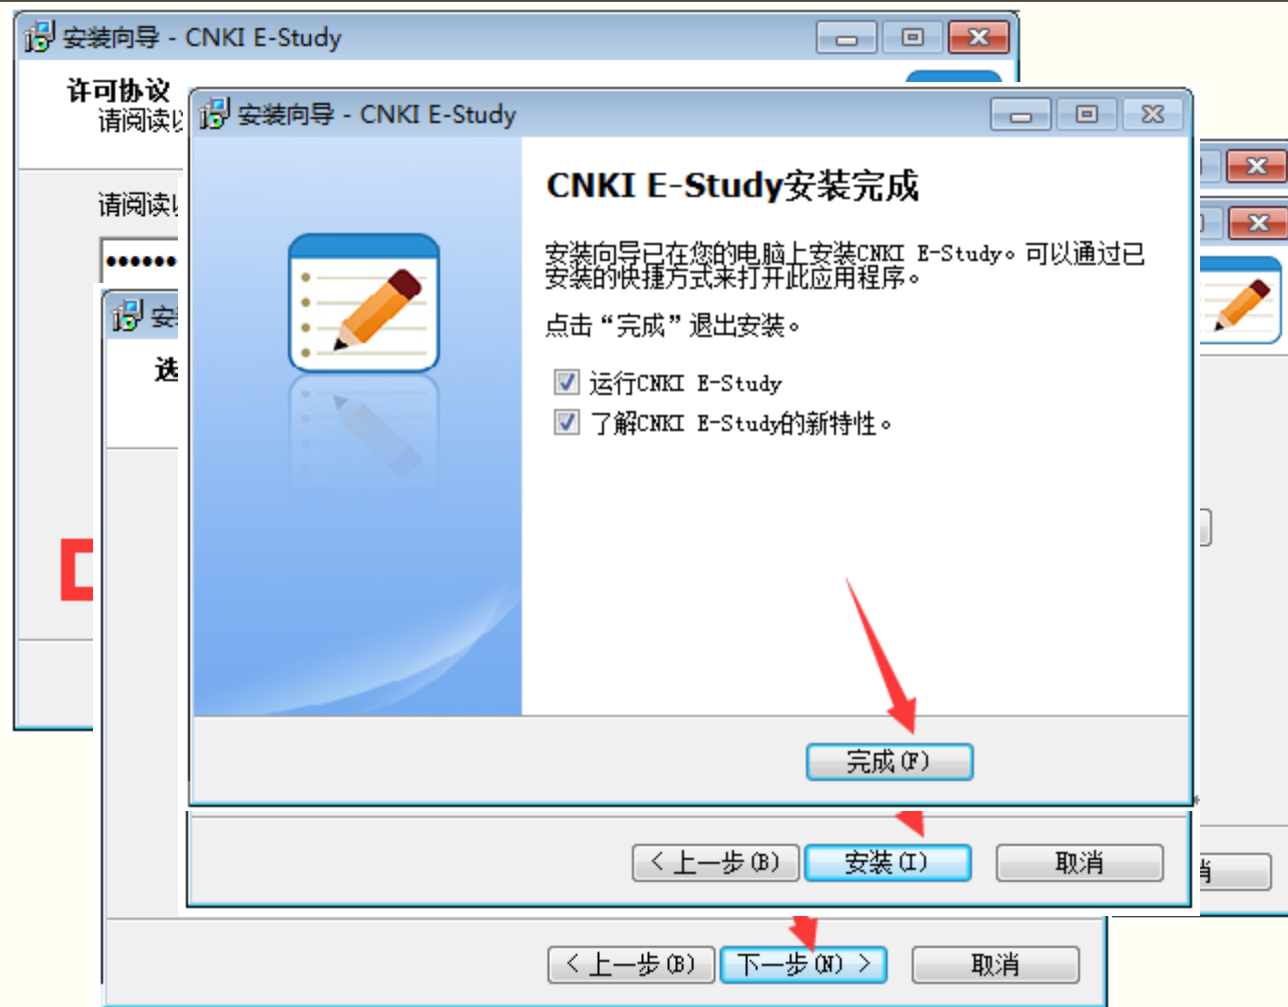 安装向导 - CNKI E-Study
许可协议
请阅读以
请阅读以
安装向导 - CNKI E-Study
CNKI E-Study安装完成
安装向导已在您的电脑上安装CNKI E-Study。可以通过已
安装的快捷方式来打开此应用程序。
点击“完成”退出安装。
运行CNKI E-Study
了解CNKI E-Study的新特性。
完成(F)
安
选
< 上一步(B)
安装(I)
取消
< 上一步(B)
下一步(N) >
取消